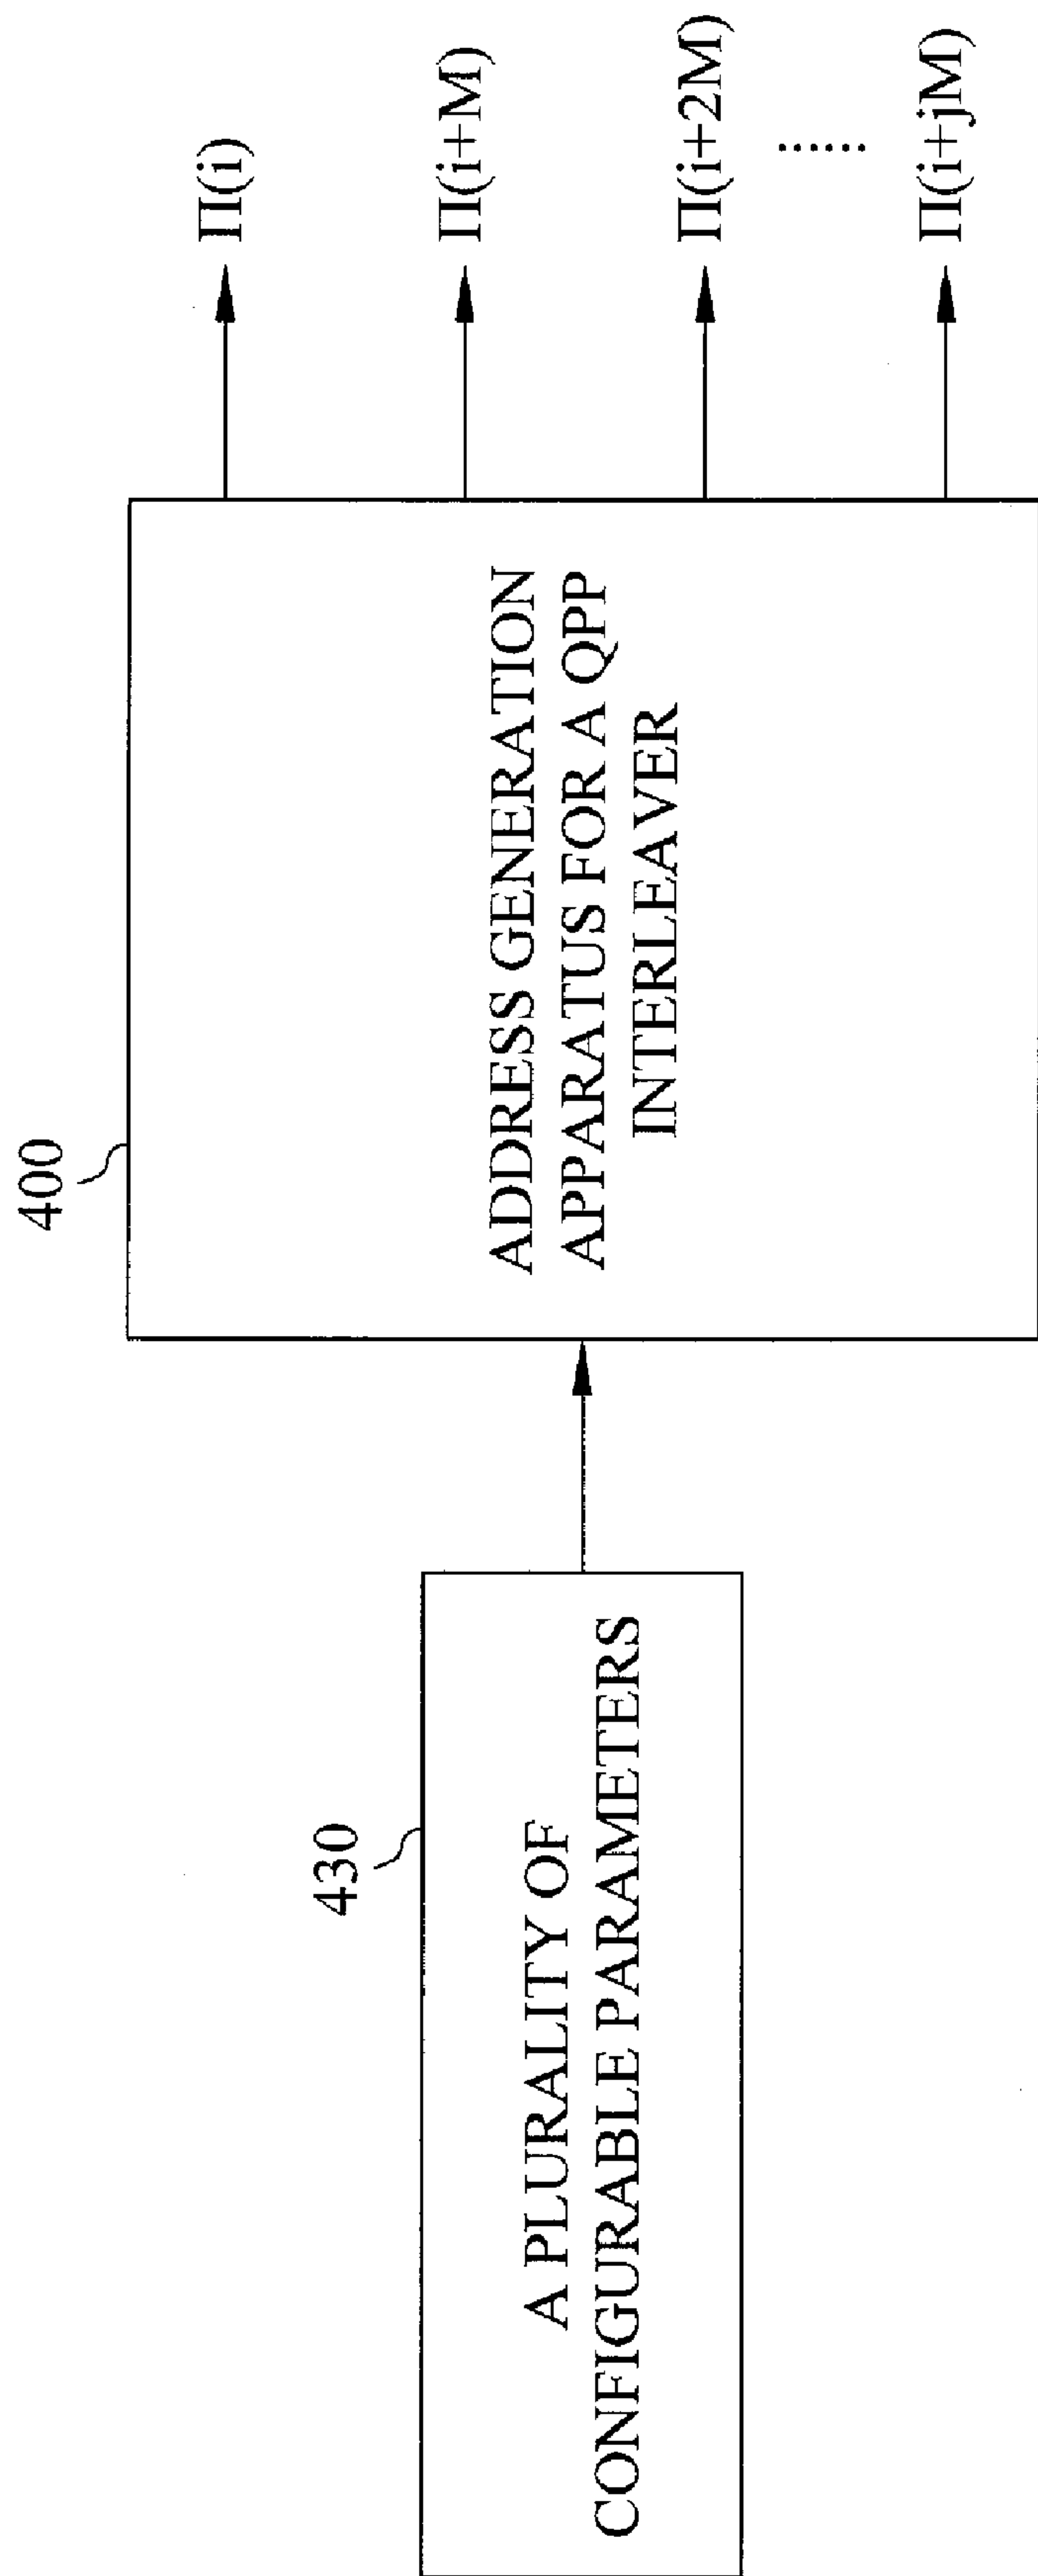 430
A PLURALITY OF
CONFIGURABLE PARAMETERS
400
ADDRESS GENERATION
APPARATUS FOR A QPP
INTERLEAVER
Π(i)
Π(i+M)
Π(i+2M)
......
Π(i+jM)